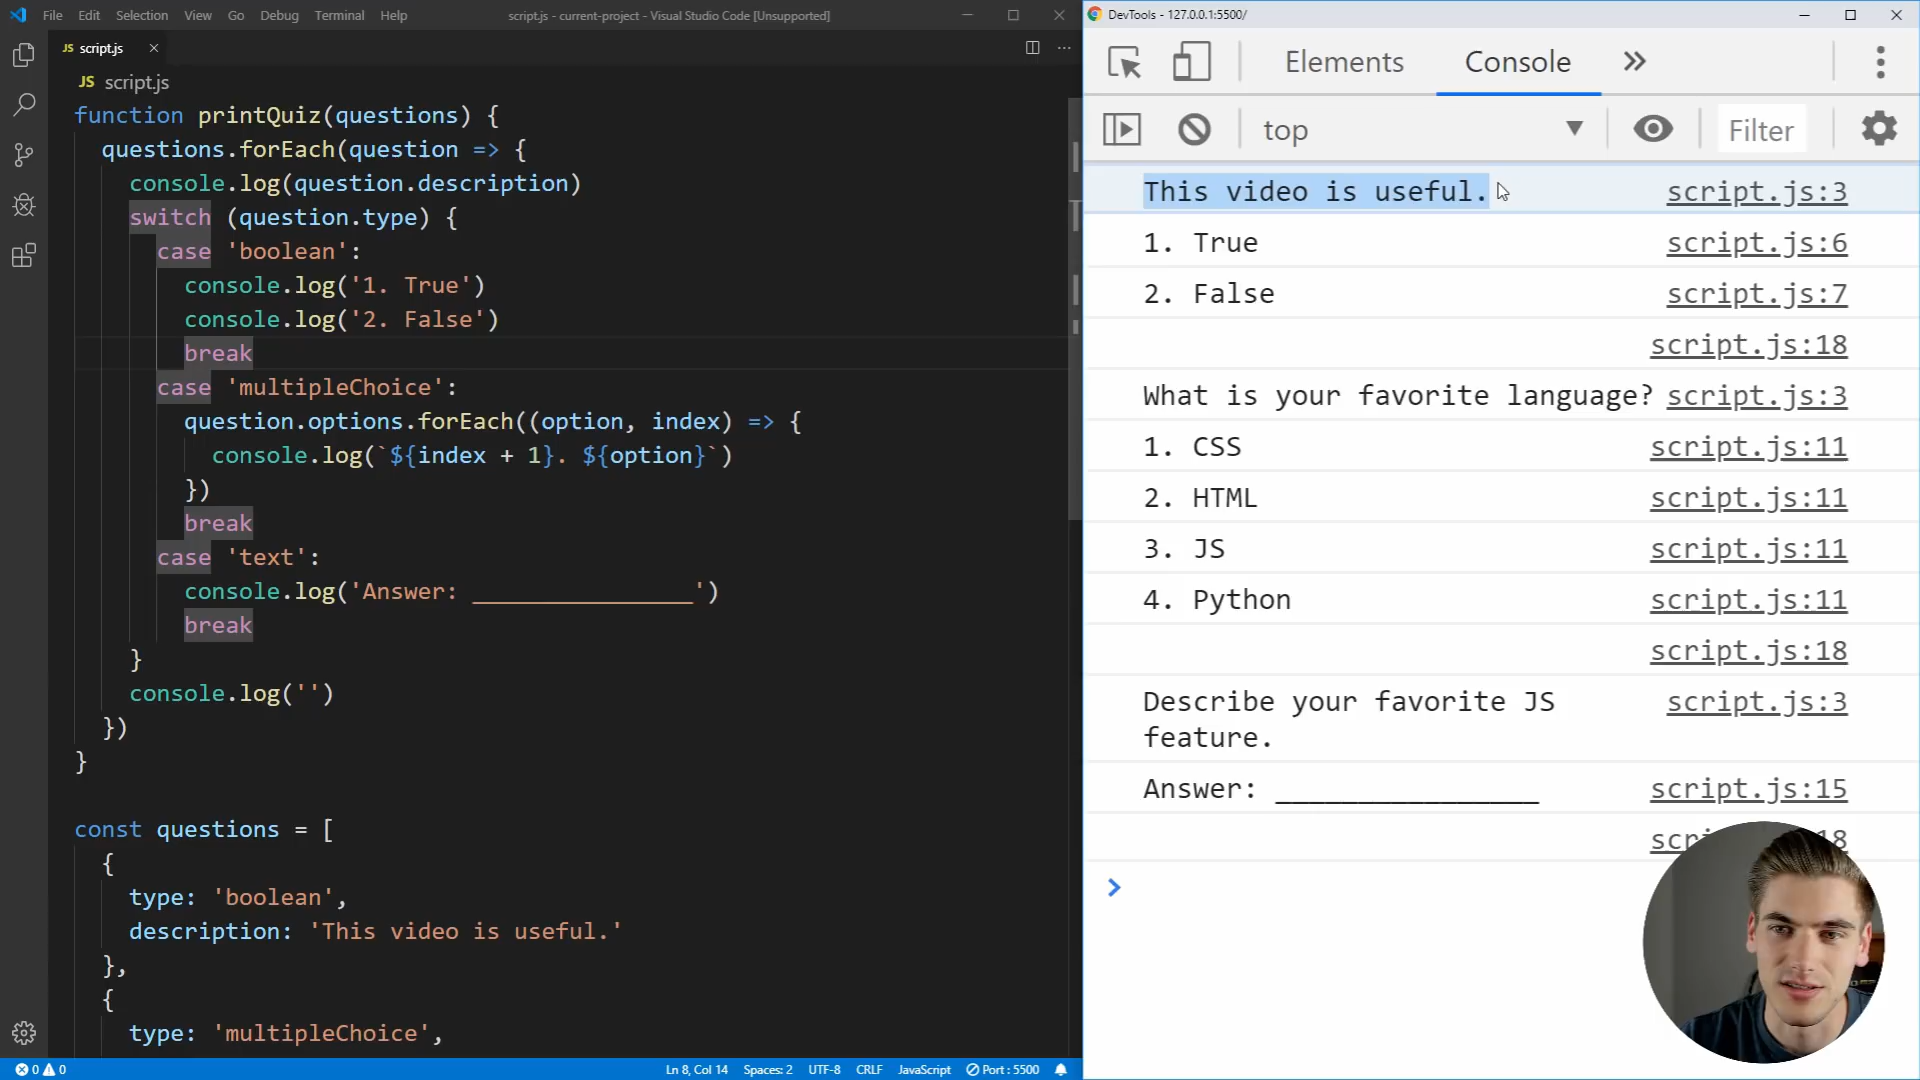 File Edit Selection View Go Debug Terminal Help
script.js - current-project - Visual Studio Code [Unsupported]
JS script.js
JS script.js
function printQuiz(questions) {
questions.forEach(question => {
console.log(question.description)
switch (question.type) {
case 'boolean':
console.log('1. True')
console.log('2. False')
break
case 'multipleChoice':
question.options.forEach((option, index) => {
console.log(`${index + 1}. ${option}`)
})
break
case 'text':
console.log('Answer: ________________')
break
}
console.log('')
})
}
const questions = [
{
type: 'boolean',
description: 'This video is useful.'
},
{
type: 'multipleChoice',
0 0
Ln 8, Col 14 Spaces: 2 UTF-8 CRLF JavaScript Port : 5500
DevTools - 127.0.0.1:5500/
Elements Console
top Filter
This video is useful. script.js:3
1. True script.js:6
2. False script.js:7
script.js:18
What is your favorite language? script.js:3
1. CSS script.js:11
2. HTML script.js:11
3. JS script.js:11
4. Python script.js:11
script.js:18
Describe your favorite JS script.js:3
feature.
Answer: ________________ script.js:15